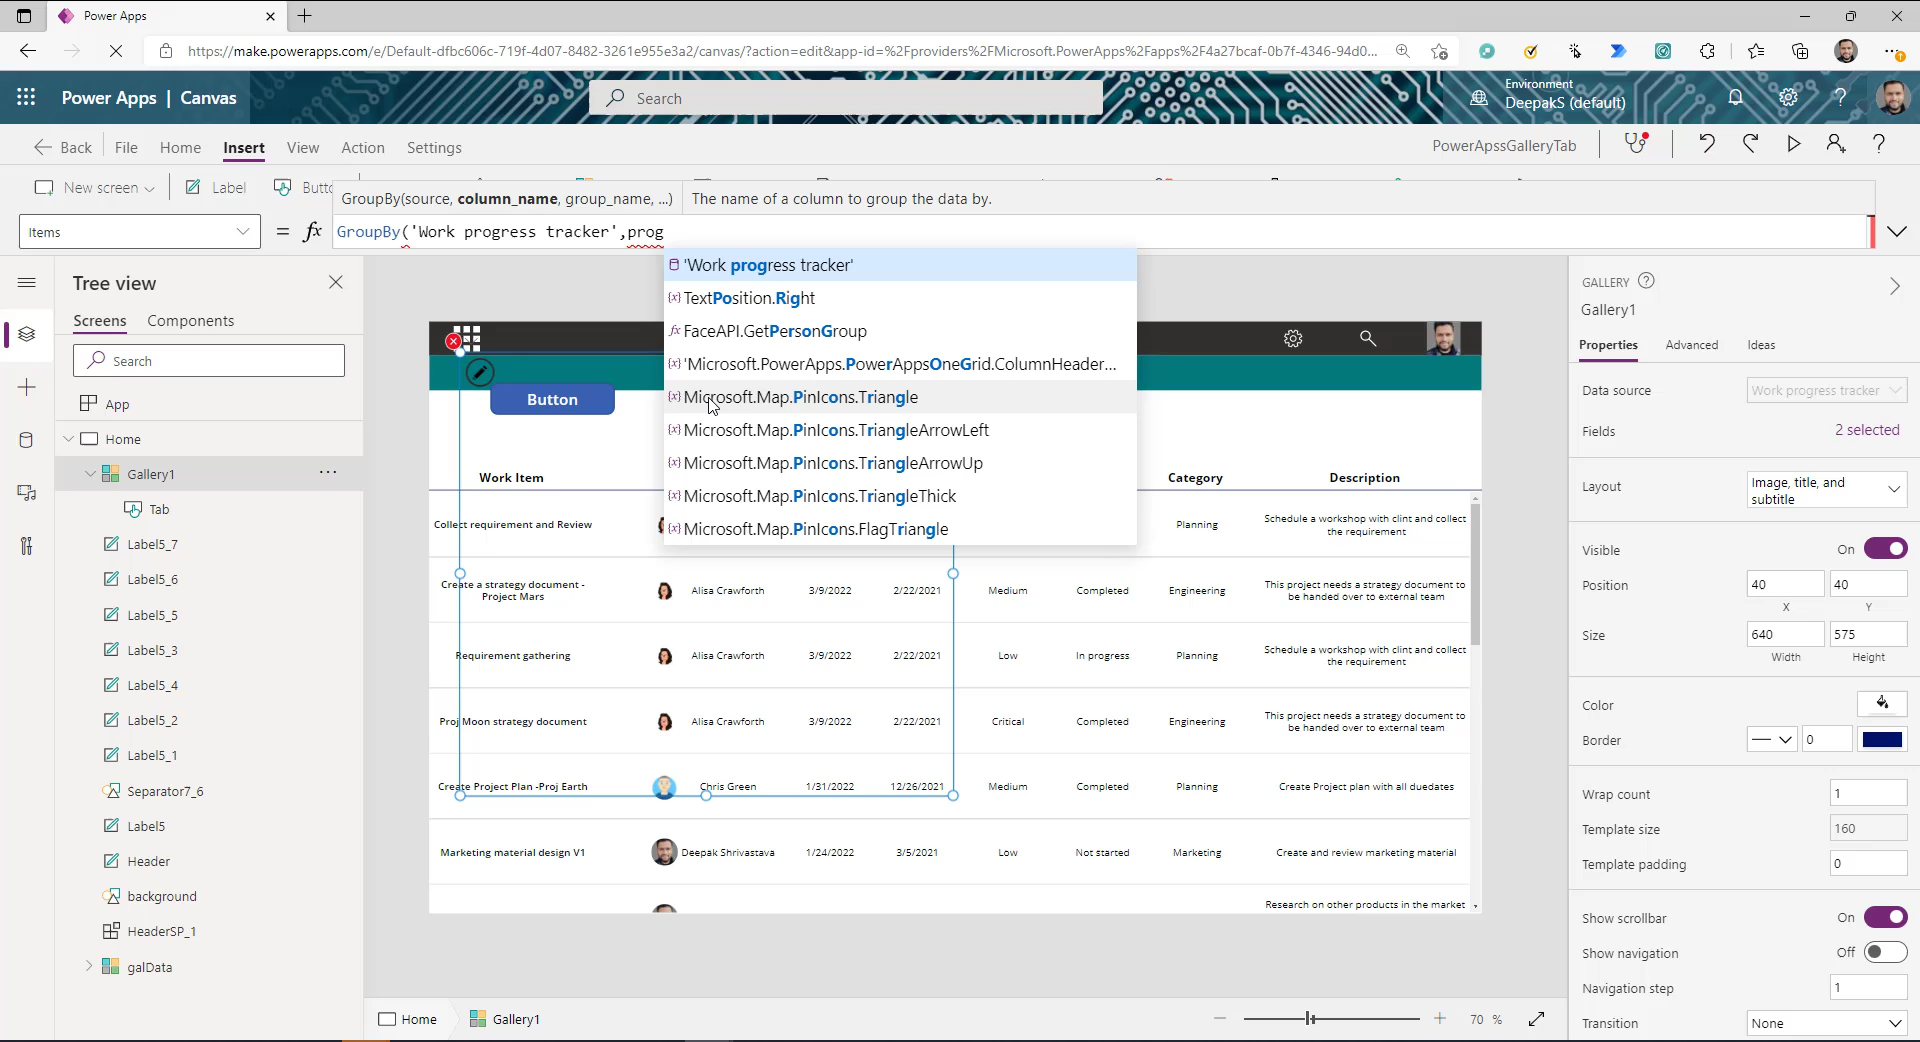 Power Apps
https://make.powerapps.com/e/Default-dfbc606c-719f-4d07-8482-3261e955e3a2/canvas/?action=edit&app-id=%2Fproviders%2FMicrosoft.PowerApps%2Fapps%2F4a27bcaf-0b7f-4346-94d0...
Power Apps | Canvas
Search
Environment
DeepakS (default)
Back
File
Home
Insert
View
Action
Settings
PowerApssGalleryTab
New screen
Label
GroupBy(source, column_name, group_name, ...)
The name of a column to group the data by.
Items
= fx
GroupBy('Work progress tracker',prog
'Work progress tracker'
TextPosition.Right
FaceAPI.GetPersonGroup
'Microsoft.PowerApps.PowerAppsOneGrid.ColumnHeader...
Microsoft.Map.PinIcons.Triangle
Microsoft.Map.PinIcons.TriangleArrowLeft
Microsoft.Map.PinIcons.TriangleArrowUp
Microsoft.Map.PinIcons.TriangleThick
Microsoft.Map.PinIcons.FlagTriangle
Tree view
Screens
Components
Search
App
Home
Gallery1
Tab
Label5_7
Label5_6
Label5_5
Label5_3
Label5_4
Label5_2
Label5_1
Separator7_6
Label5
Header
background
HeaderSP_1
galData
Button
Work Item
Category
Description
Collect requirement and Review
Planning
Schedule a workshop with clint and collect
the requirement
Create a strategy document -
Project Mars
Alisa Crawforth
3/9/2022
2/22/2021
Medium
Completed
Engineering
This project needs a strategy document to
be handed over to external team
Requirement gathering
Alisa Crawforth
3/9/2022
2/22/2021
Low
In progress
Planning
Schedule a workshop with clint and collect
the requirement
Proj Moon strategy document
Alisa Crawforth
3/9/2022
2/22/2021
Critical
Completed
Engineering
This project needs a strategy document to
be handed over to external team
Create Project Plan -Proj Earth
Chris Green
1/31/2022
12/26/2021
Medium
Completed
Planning
Create Project plan with all duedates
Marketing material design V1
Deepak Shrivastava
1/24/2022
3/5/2021
Low
Not started
Marketing
Create and review marketing material
Research on other products in the market
Home
Gallery1
70 %
GALLERY
Gallery1
Properties
Advanced
Ideas
Data source
Work progress tracker
Fields
2 selected
Layout
Image, title, and
subtitle
Visible
On
Position
40
40
X
Y
Size
640
575
Width
Height
Color
Border
0
Wrap count
1
Template size
160
Template padding
0
Show scrollbar
On
Show navigation
Off
Navigation step
1
Transition
None